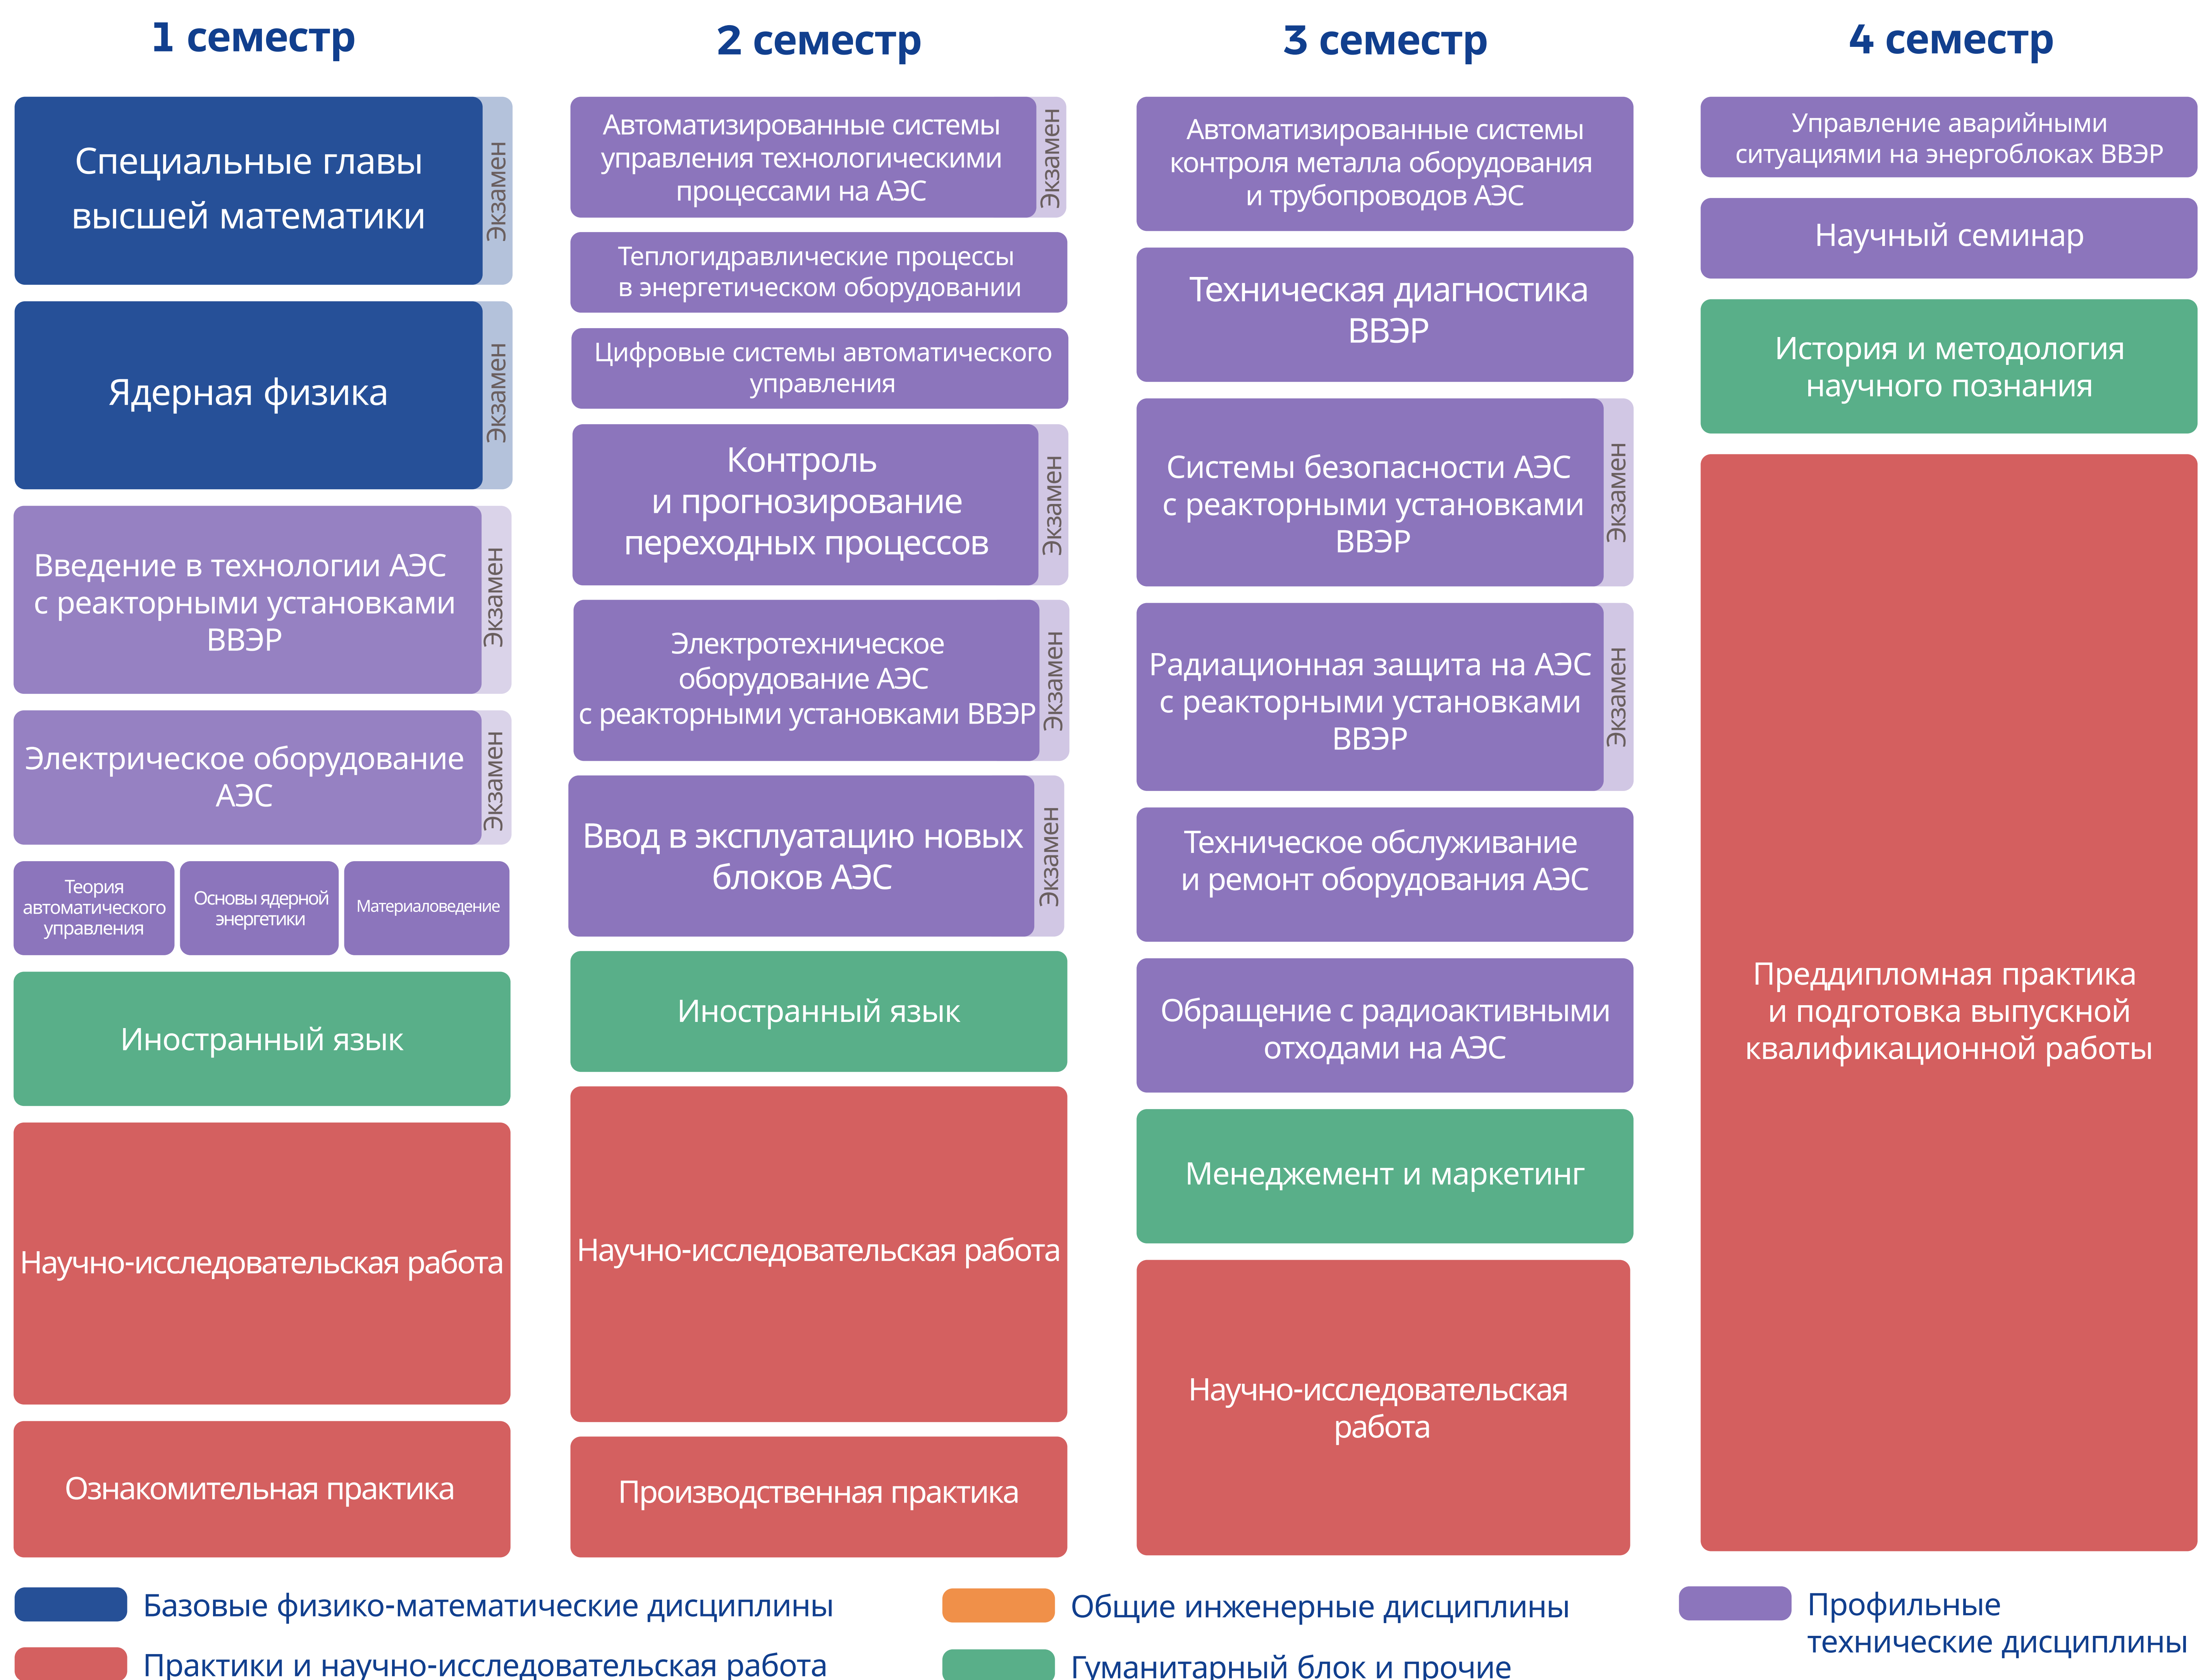 1 семестр
Специальные главы
высшей математики
Экзамен
Ядерная физика
Экзамен
Введение в технологии АЭС
с реакторными установками
ВВЭР
Экзамен
Электрическое оборудование
АЭС
Экзамен
Теория
автоматического
управления
Основы ядерной
энергетики
Материаловедение
Иностранный язык
Научно-исследовательская работа
Ознакомительная практика
2 семестр
Автоматизированные системы
управления технологическими
процессами на АЭС
Экзамен
Теплогидравлические процессы
в энергетическом оборудовании
Цифровые системы автоматического
управления
Контроль
и прогнозирование
переходных процессов
Экзамен
Электротехническое
оборудование АЭС
с реакторными установками ВВЭР
Экзамен
Ввод в эксплуатацию новых
блоков АЭС
Экзамен
Иностранный язык
Научно-исследовательская работа
Производственная практика
3 семестр
Автоматизированные системы
контроля металла оборудования
и трубопроводов АЭС
Техническая диагностика
ВВЭР
Системы безопасности АЭС
с реакторными установками
ВВЭР
Экзамен
Радиационная защита на АЭС
с реакторными установками
ВВЭР
Экзамен
Техническое обслуживание
и ремонт оборудования АЭС
Обращение с радиоактивными
отходами на АЭС
Менеджемент и маркетинг
Научно-исследовательская
работа
4 семестр
Управление аварийными
ситуациями на энергоблоках ВВЭР
Научный семинар
История и методология
научного познания
Преддипломная практика
и подготовка выпускной
квалификационной работы
Базовые физико-математические дисциплины
Практики и научно-исследовательская работа
Общие инженерные дисциплины
Гуманитарный блок и прочие
Профильные
технические дисциплины